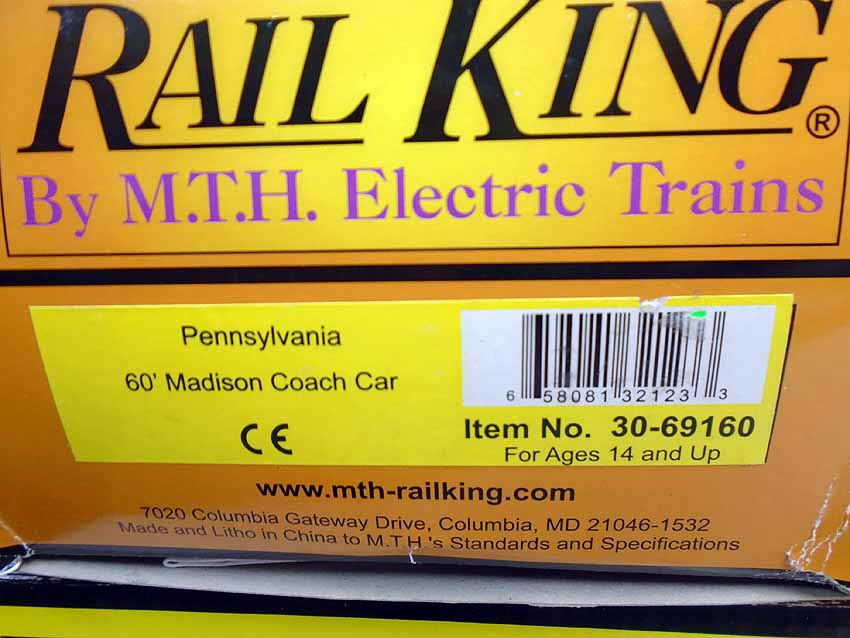 RAIL KING®
By M.T.H. Electric Trains
Pennsylvania
60' Madison Coach Car
CE
6 58081 32123 3
Item No. 30-69160
For Ages 14 and Up
www.mth-railking.com
7020 Columbia Gateway Drive, Columbia, MD 21046-1532
Made and Litho in China to M.T.H.'s Standards and Specifications